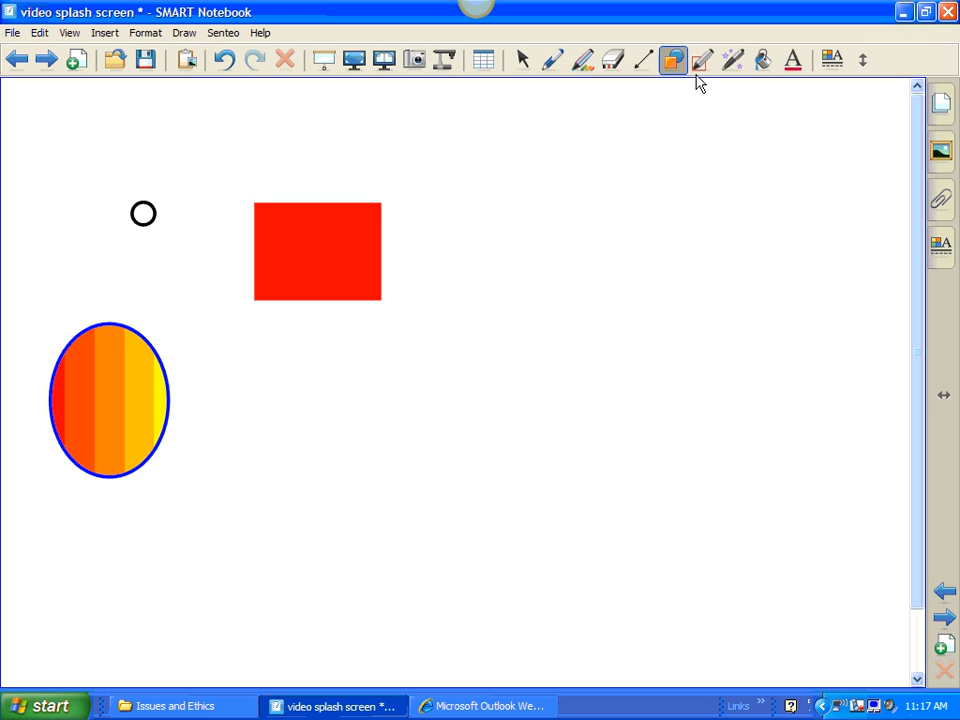 video splash screen * - SMART Notebook
File Edit View Insert Format Draw Senteo Help
start Issues and Ethics video splash screen *... Microsoft Outlook We... Links » 11:17 AM